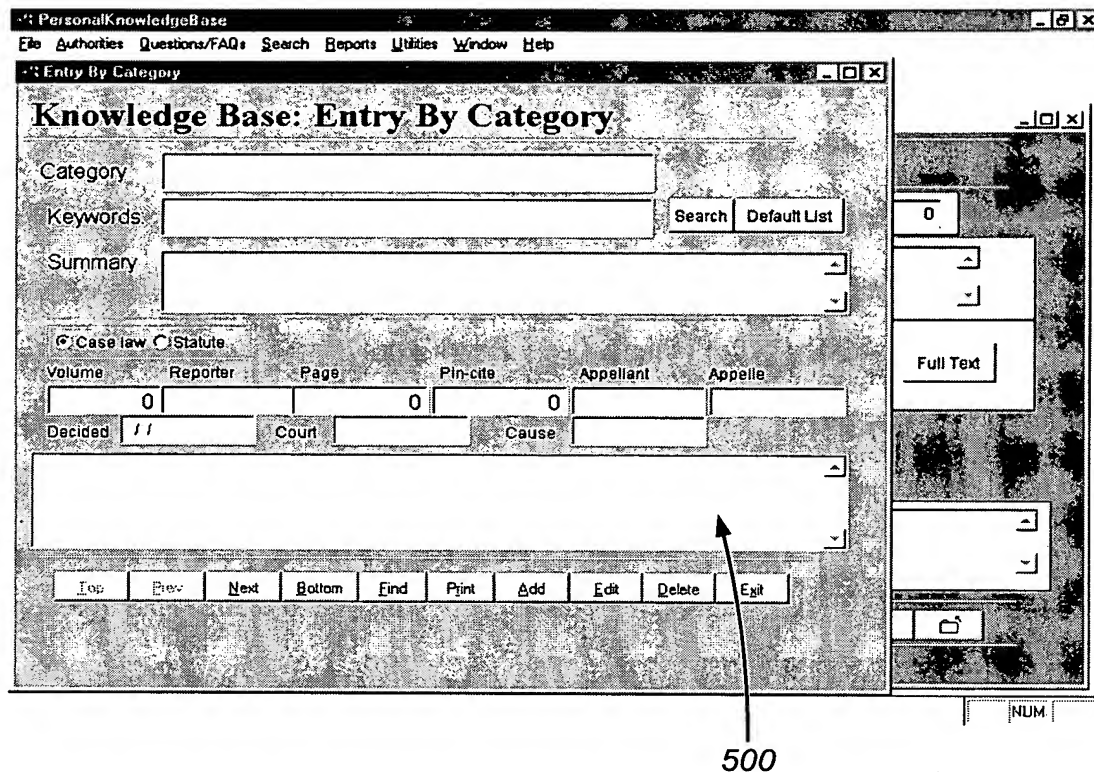 PersonalKnowledgeBase
File Authorities Questions/FAQs Search Reports Utilities Window Help
Entry By Category
Knowledge Base: Entry By Category
Category
Keywords: Search Default List
0
Summary
Case law Statute
Full Text
Volume Reporter Page Pin-cite Appellant Appelle
0 0 0
Decided / / Court Cause
Top Prev Next Bottom Find Print Add Edit Delete Exit
NUM
500